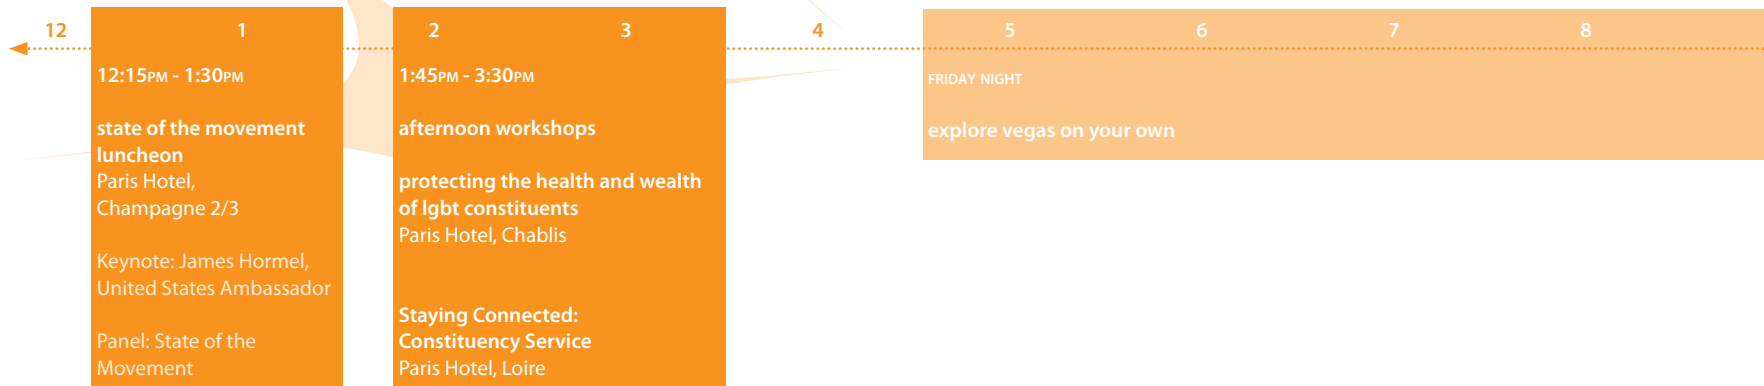 12 1 2 3 4 5 6 7 8
12:15PM - 1:30PM
state of the movement
luncheon
Paris Hotel,
Champagne 2/3
Keynote: James Hormel,
United States Ambassador
Panel: State of the
Movement
1:45PM - 3:30PM
afternoon workshops
protecting the health and wealth
of lgbt constituents
Paris Hotel, Chablis
Staying Connected:
Constituency Service
Paris Hotel, Loire
FRIDAY NIGHT
explore vegas on your own